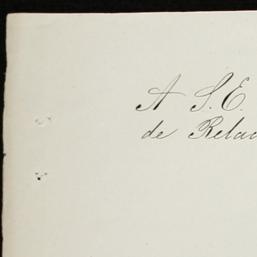 A S. E.
de Relac